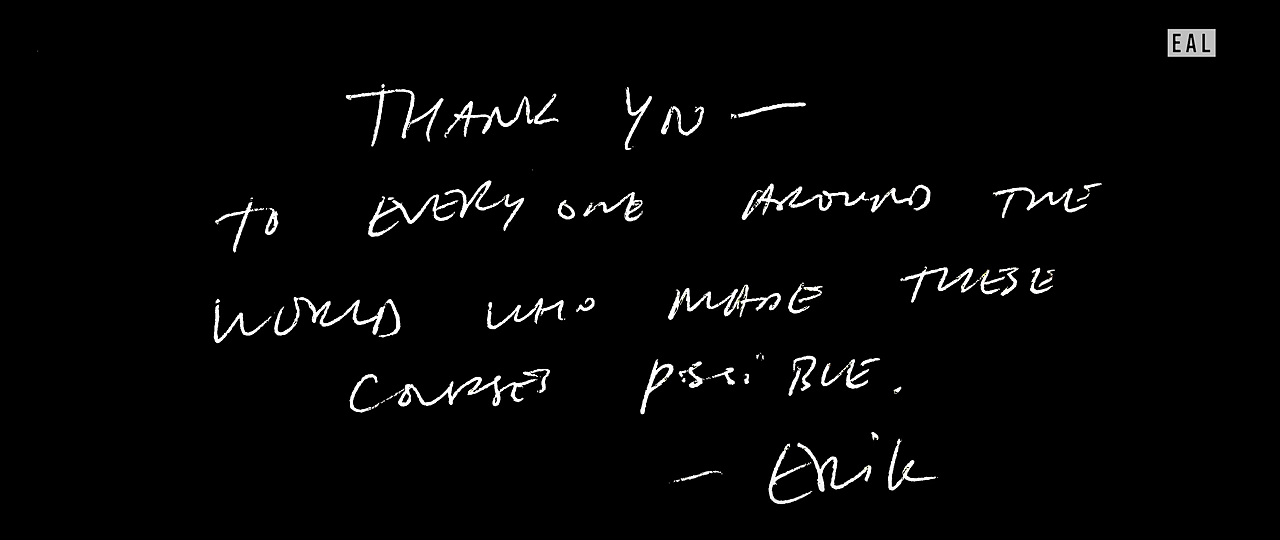 EAL
THANK YOU —
TO EVERYONE AROUND THE
WORLD WHO MADE THESE
COURSES POSSIBLE.
— Erik